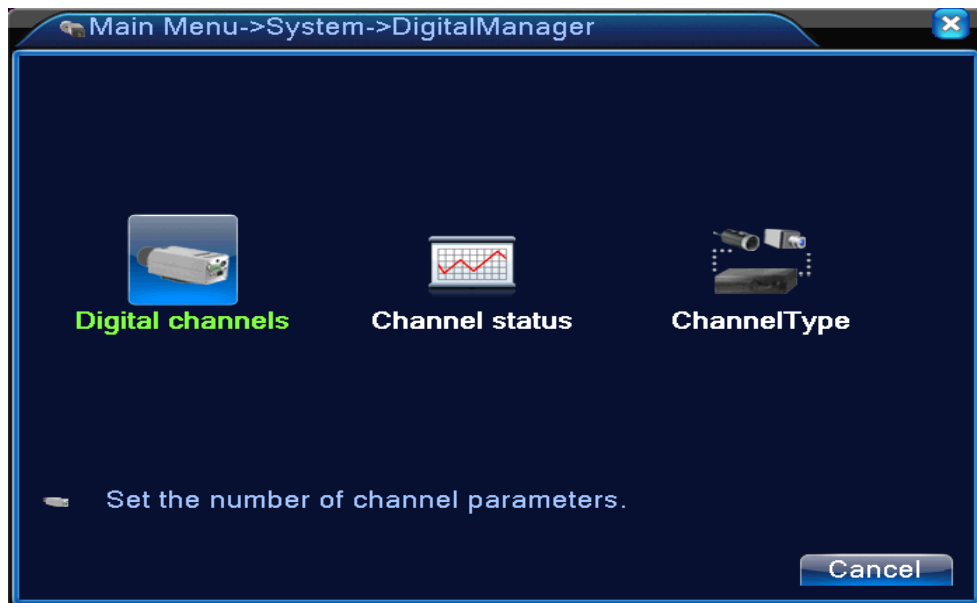 Main Menu->System->DigitalManager
Digital channels
Channel status
ChannelType
Set the number of channel parameters.
Cancel